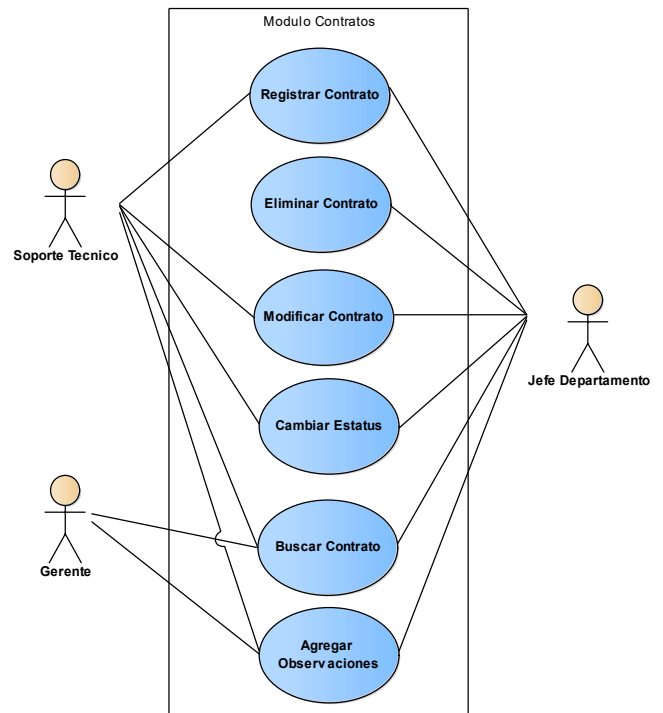 Modulo Contratos
Registrar Contrato
Eliminar Contrato
Soporte Tecnico
Modificar Contrato
Jefe Departamento
Cambiar Estatus
Buscar Contrato
Gerente
Agregar
Observaciones